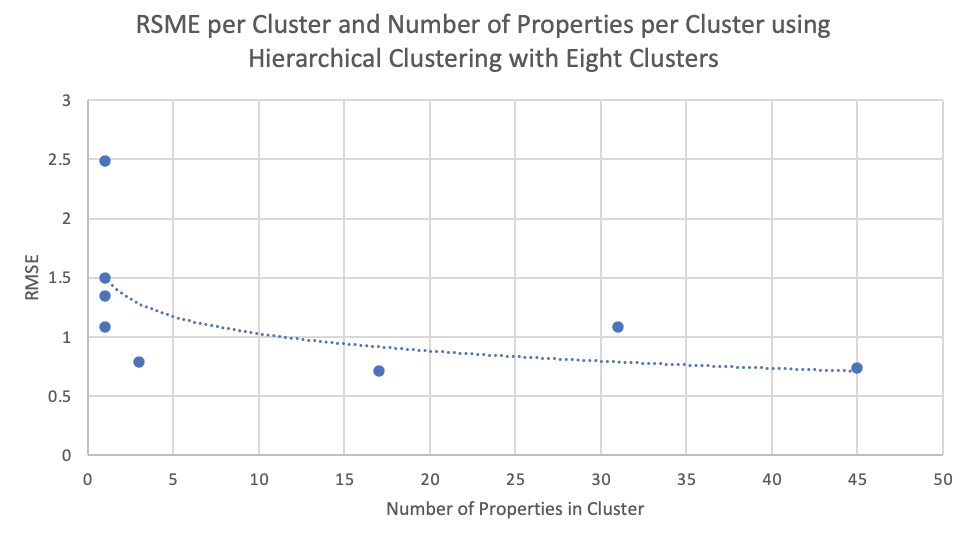 RSME per Cluster and Number of Properties per Cluster using
Hierarchical Clustering with Eight Clusters
3
2.5
2
1.5
1
0.5
0
RMSE
0 5 10 15 20 25 30 35 40 45 50
Number of Properties in Cluster